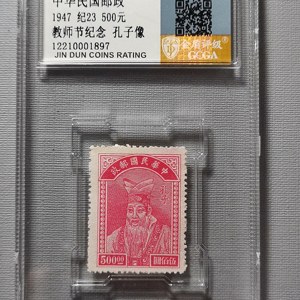 中华民国邮政
1947 纪23 500元
教师节纪念 孔子像
12210001897
JIN DUN COINS RATING
金盾评级
政郵國民華中
500 00
圓佰伍